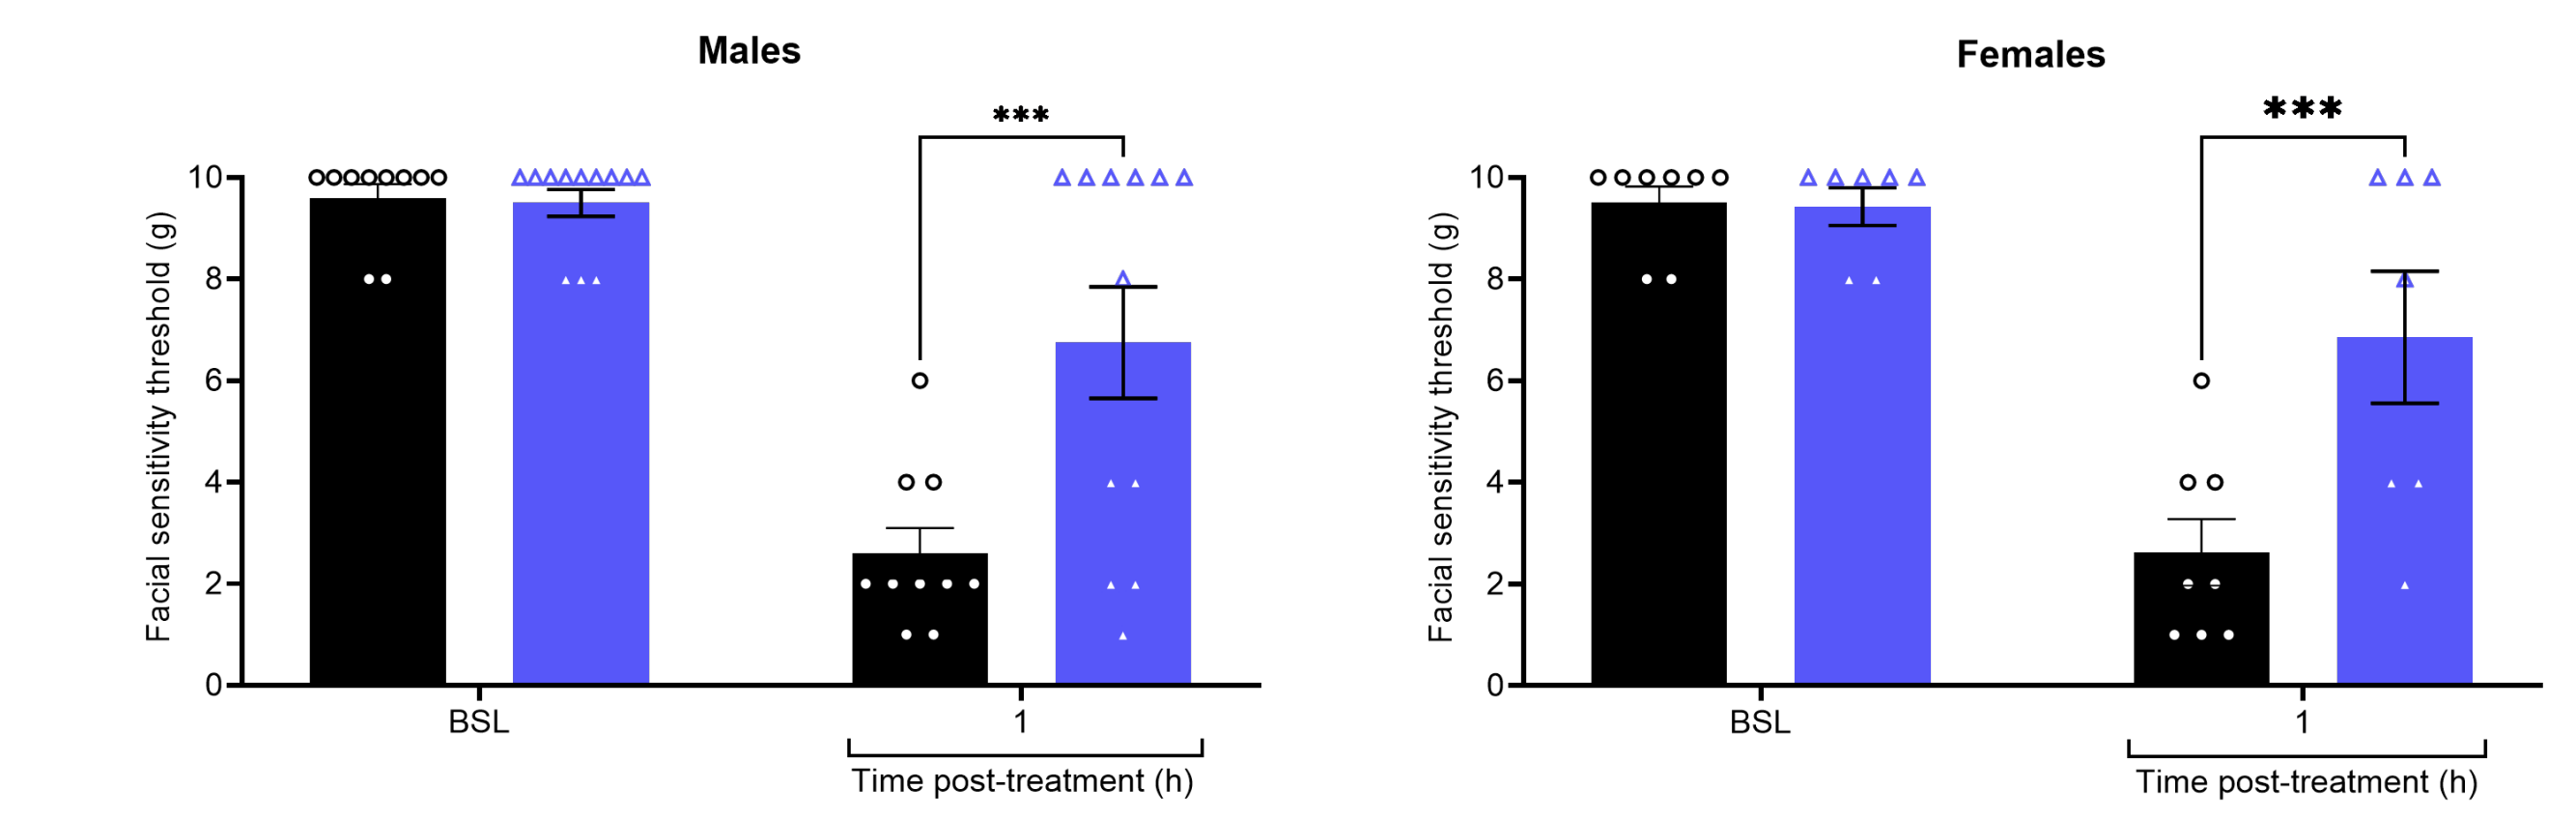 Males
***
Facial sensitivity threshold (g)
10
8
6
4
2
0
BSL
1
Time post-treatment (h)
Females
***
Facial sensitivity threshold (g)
10
8
6
4
2
0
BSL
1
Time post-treatment (h)